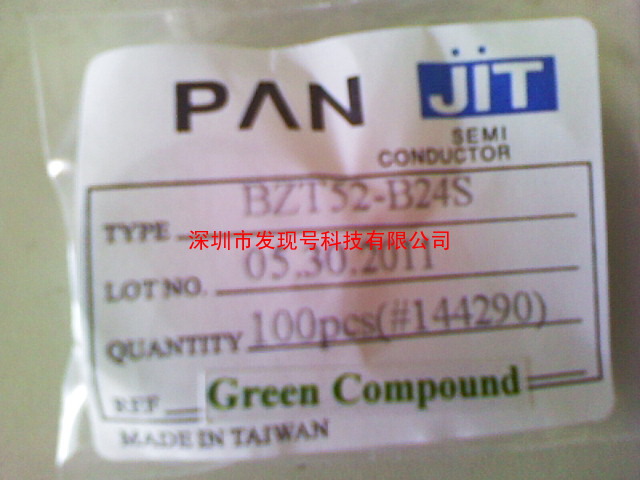 PAN JIT
SEMI
CONDUCTOR
TYPE BZT52-B24S
深圳市发现号科技有限公司
LOT NO. 05.30.2011
QUANTITY 100pcs(#144290)
REF Green Compound
MADE IN TAIWAN